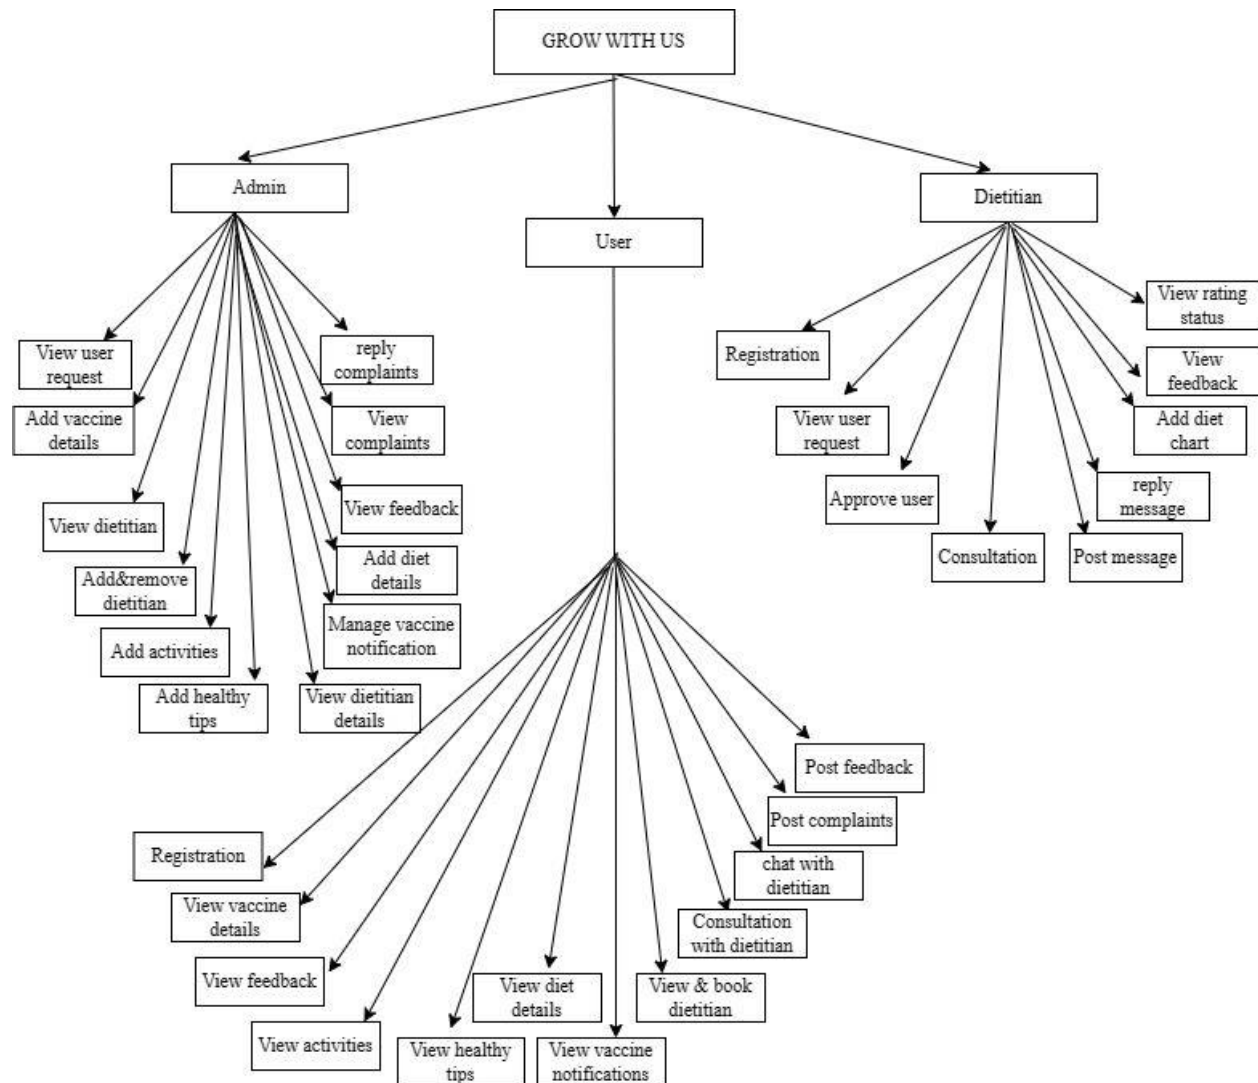 GROW WITH US
Admin
User
Dietitian
View user
request
Add vaccine
details
View dietitian
Add&remove
dietitian
Add activities
Add healthy
tips
reply
complaints
View
complaints
View feedback
Add diet
details
Manage vaccine
notification
View dietitian
details
Registration
View user
request
Approve user
Consultation
View rating
status
View
feedback
Add diet
chart
reply
message
Post message
Registration
View vaccine
details
View feedback
View activities
View healthy
tips
View diet
details
View vaccine
notifications
View & book
dietitian
Consultation
with dietitian
chat with
dietitian
Post complaints
Post feedback